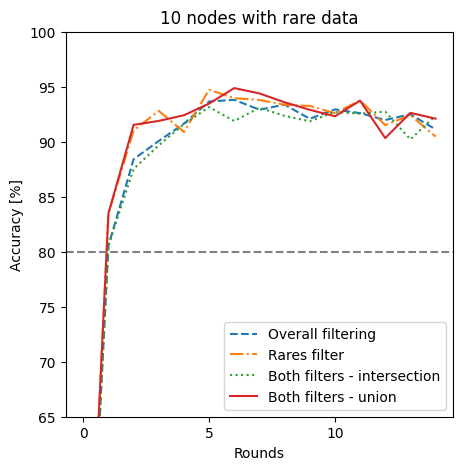 10 nodes with rare data
Accuracy [%]
100
95
90
85
80
75
70
65
0
5
10
Rounds
Overall filtering
Rares filter
Both filters - intersection
Both filters - union